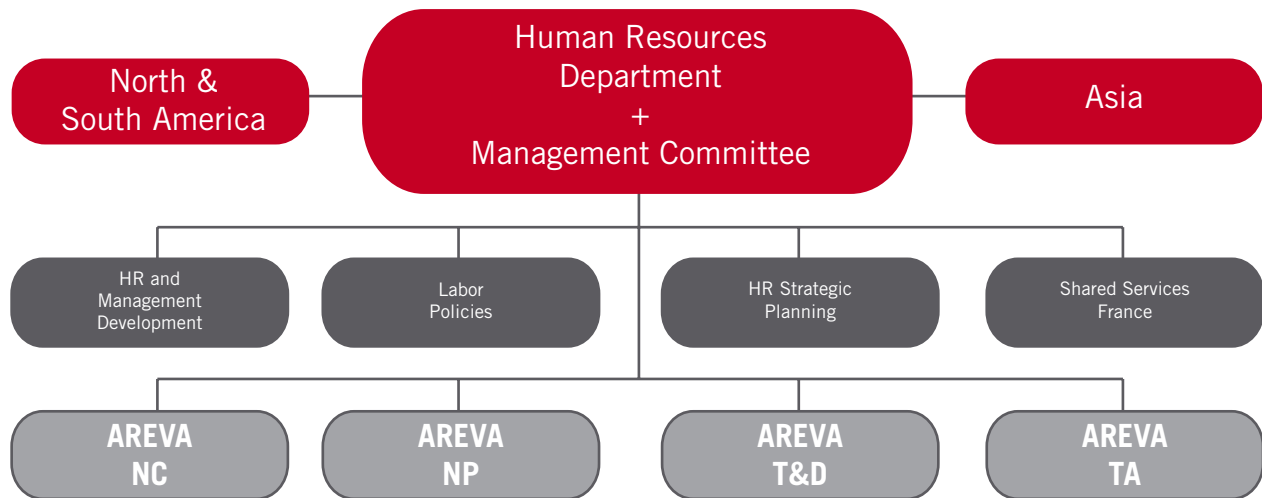 North &
South America
Human Resources
Department
+
Management Committee
Asia
HR and
Management
Development
Labor
Policies
HR Strategic
Planning
Shared Services
France
AREVA
NC
AREVA
NP
AREVA
T&D
AREVA
TA